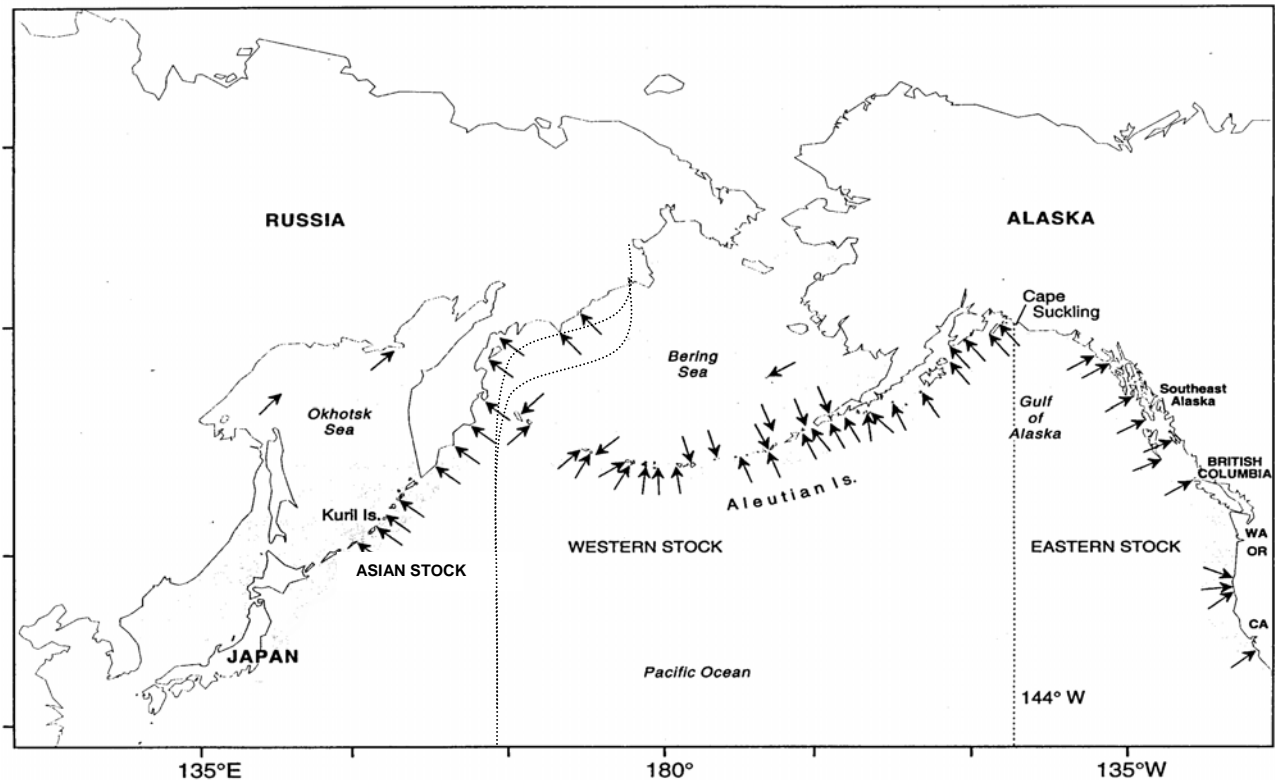 RUSSIA
ALASKA
Cape
Suckling
Bering
Sea
Okhotsk
Sea
Gulf
of
Alaska
Southeast
Alaska
BRITISH
COLUMBIA
Aleutian Is.
Kuril Is.
WESTERN STOCK
EASTERN STOCK
WA
OR
ASIAN STOCK
CA
JAPAN
Pacific Ocean
144° W
135°E
180°
135°W